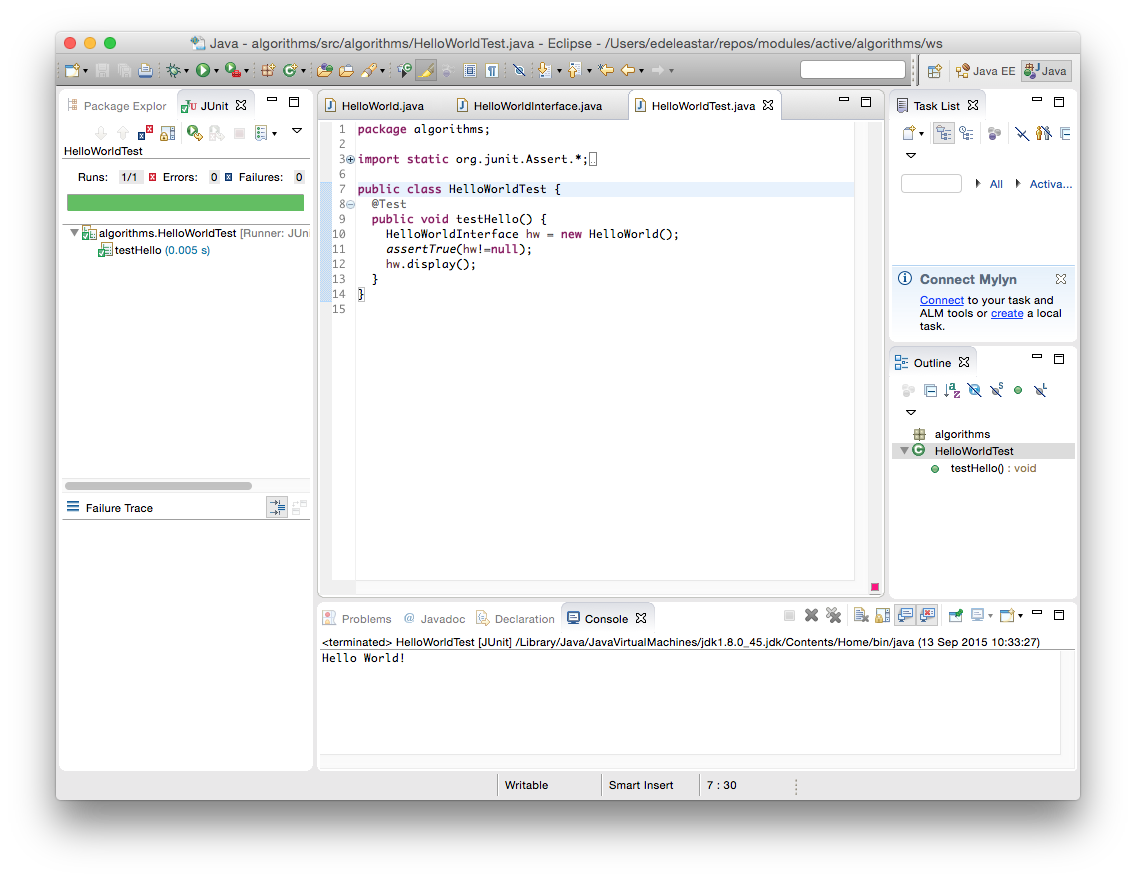 Java - algorithms/src/algorithms/HelloWorldTest.java - Eclipse - /Users/edeleastar/repos/modules/active/algorithms/ws
Java EE
Java
Package Explor
JUnit
HelloWorldTest
Runs: 1/1 Errors: 0 Failures: 0
algorithms.HelloWorldTest [Runner: JUni
testHello (0.005 s)
Failure Trace
HelloWorld.java
HelloWorldInterface.java
HelloWorldTest.java
1 package algorithms;
2
3 import static org.junit.Assert.*;
6
7 public class HelloWorldTest {
8 @Test
9 public void testHello() {
10 HelloWorldInterface hw = new HelloWorld();
11 assertTrue(hw!=null);
12 hw.display();
13 }
14 }
15
Task List
All
Activa...
Connect Mylyn
Connect to your task and
ALM tools or create a local
task.
Outline
algorithms
HelloWorldTest
testHello() : void
Problems
@ Javadoc
Declaration
Console
<terminated> HelloWorldTest [JUnit] /Library/Java/JavaVirtualMachines/jdk1.8.0_45.jdk/Contents/Home/bin/java (13 Sep 2015 10:33:27)
Hello World!
Writable
Smart Insert
7 : 30